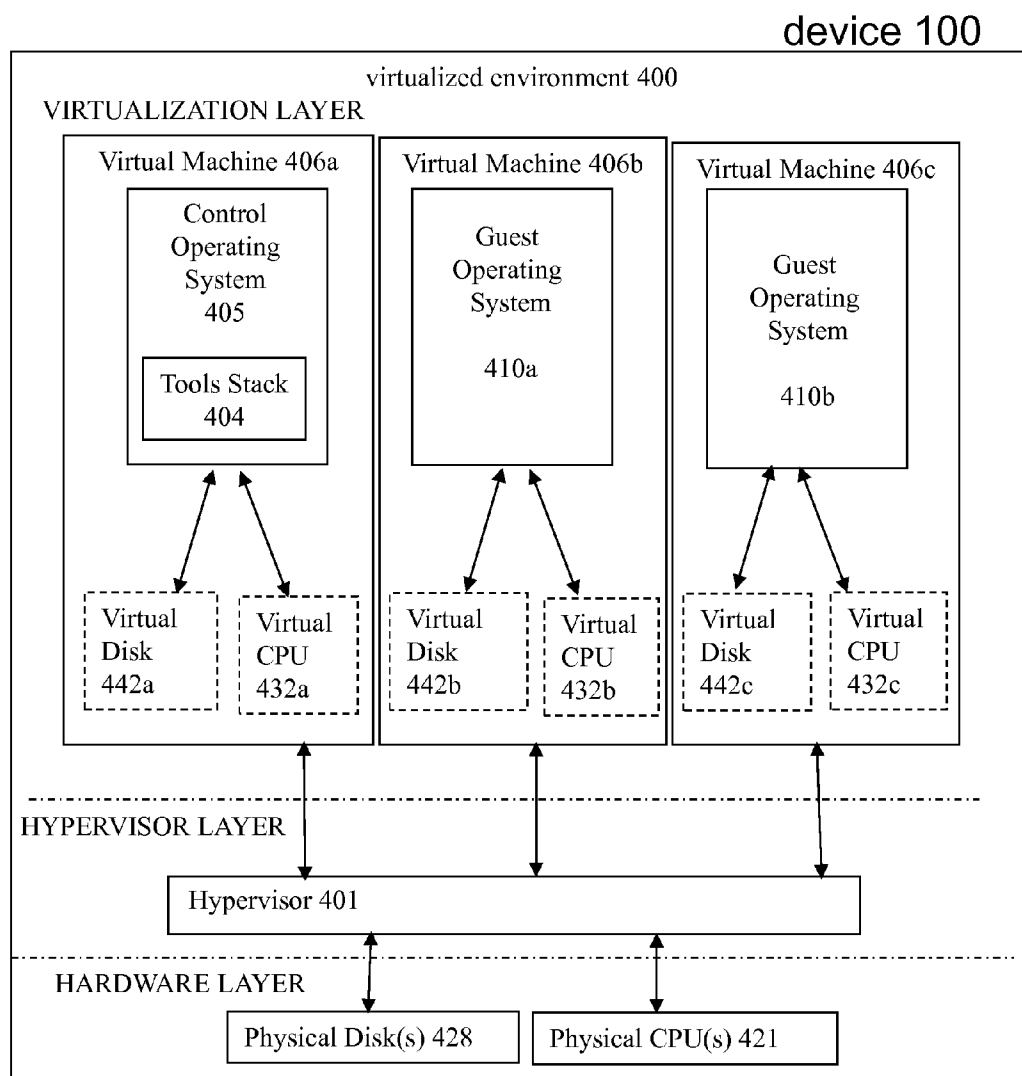 device 100
virtualized environment 400
VIRTUALIZATION LAYER
Virtual Machine 406a
Control
Operating
System
405
Tools Stack
404
Virtual
Disk
442a
Virtual
CPU
432a
Virtual Machine 406b
Guest
Operating
System
410a
Virtual
Disk
442b
Virtual
CPU
432b
Virtual Machine 406c
Guest
Operating
System
410b
Virtual
Disk
442c
Virtual
CPU
432c
HYPERVISOR LAYER
Hypervisor 401
HARDWARE LAYER
Physical Disk(s) 428
Physical CPU(s) 421